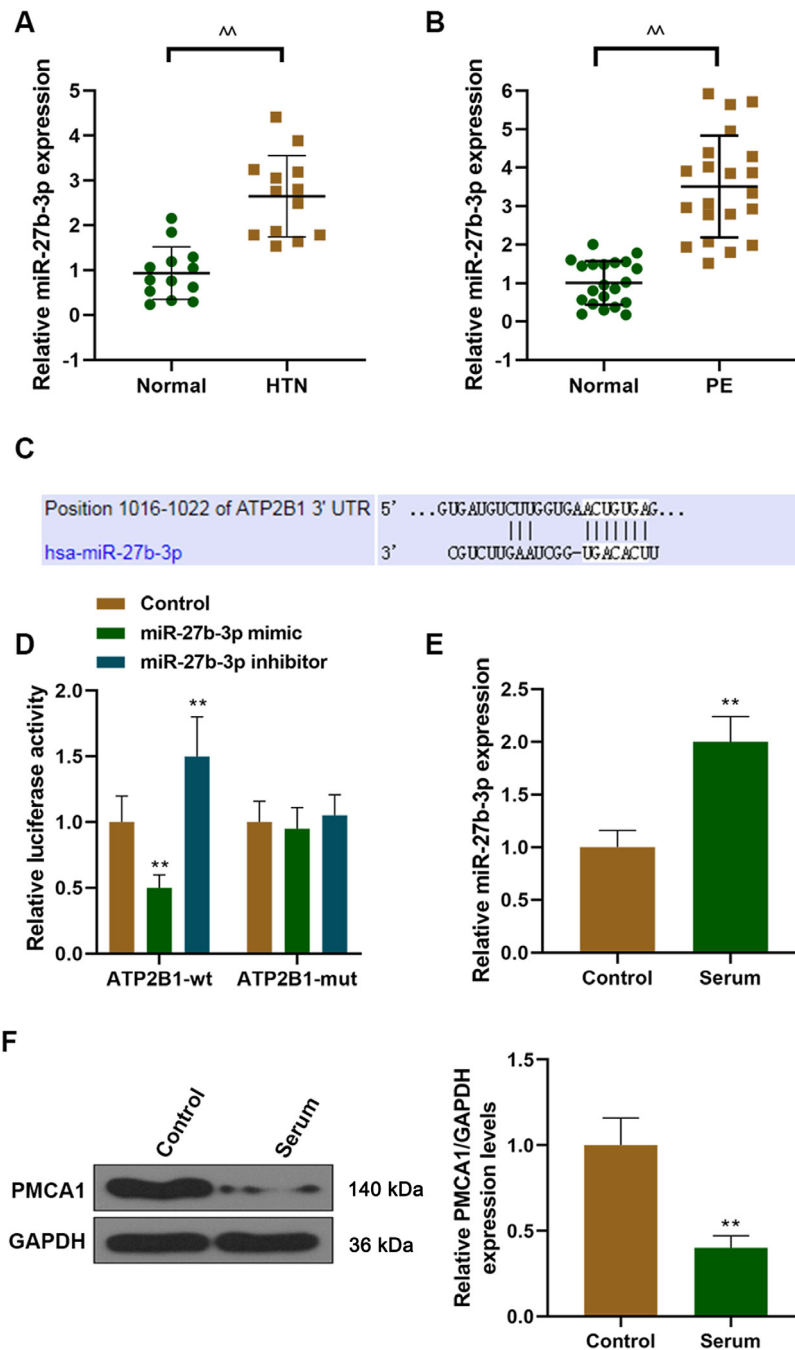 A
^^
Relative miR-27b-3p expression
5
4
3
2
1
0
-1
Normal
HTN
B
^^
Relative miR-27b-3p expression
6
5
4
3
2
1
0
-1
Normal
PE
C
Position 1016-1022 of ATP2B1 3' UTR 5' ...GUGAUGUCUUGGUGAACUGUGAG...
hsa-miR-27b-3p 3' CGUCUUGAAUCGG-UGACACUU
Control
miR-27b-3p mimic
miR-27b-3p inhibitor
D
Relative luciferase activity
2.0
1.5
1.0
0.5
0.0
**
**
ATP2B1-wt
ATP2B1-mut
E
Relative miR-27b-3p expression
2.5
2.0
1.5
1.0
0.5
0.0
**
Control
Serum
F
Control
Serum
PMCA1
140 kDa
GAPDH
36 kDa
Relative PMCA1/GAPDH
expression levels
1.5
1.0
0.5
0.0
**
Control
Serum